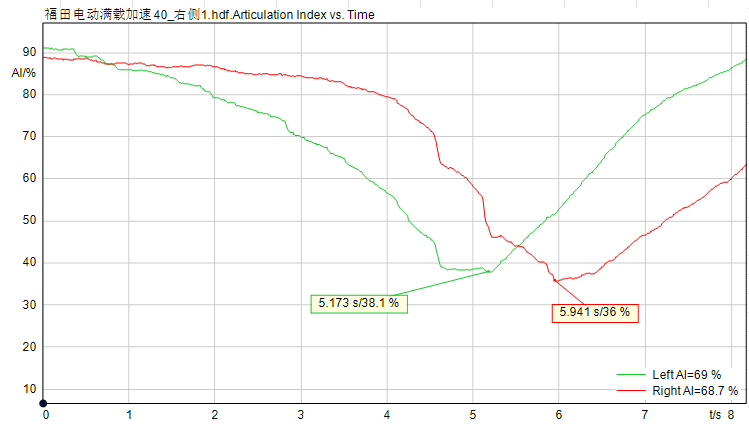 福田电动满载加速40_右侧1.hdf.Articulation Index vs. Time
90
AI/%
80
70
60
50
40
30
20
10
5.173 s/38.1 %
5.941 s/36 %
Left AI=69 %
Right AI=68.7 %
0 1 2 3 4 5 6 7 t/s 8